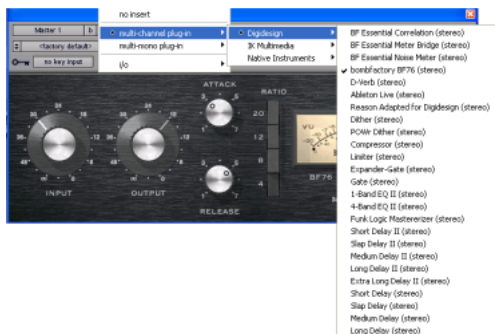 no insert
Master 1 b
multi-channel plug-in
Digidesign
<factory default>
multi-mono plug-in
IK Multimedia
no key input
Native Instruments
i/o
BF Essential Correlation (stereo)
BF Essential Meter Bridge (stereo)
BF Essential Noise Meter (stereo)
bombfactory BF76 (stereo)
D-Verb (stereo)
Ableton Live (stereo)
Reason Adapted for Digidesign (stereo)
Dither (stereo)
POWr Dither (stereo)
Compressor (stereo)
Limiter (stereo)
Expander-Gate (stereo)
Gate (stereo)
1-Band EQ II (stereo)
4-Band EQ II (stereo)
Funk Logic Mastererizer (stereo)
Short Delay II (stereo)
Slap Delay II (stereo)
Medium Delay II (stereo)
Long Delay II (stereo)
Extra Long Delay II (stereo)
Short Delay (stereo)
Slap Delay (stereo)
Medium Delay (stereo)
Long Delay (stereo)
ATTACK
RATIO
20
12
8
4
VU
BF76
INPUT
OUTPUT
RELEASE